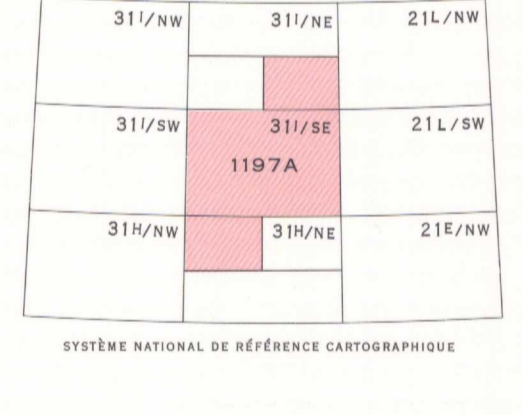 31I/NW 31I/NE 21L/NW
31I/SW 31I/SE 21L/SW
1197A
31H/NW 31H/NE 21E/NW
SYSTÈME NATIONAL DE RÉFÉRENCE CARTOGRAPHIQUE